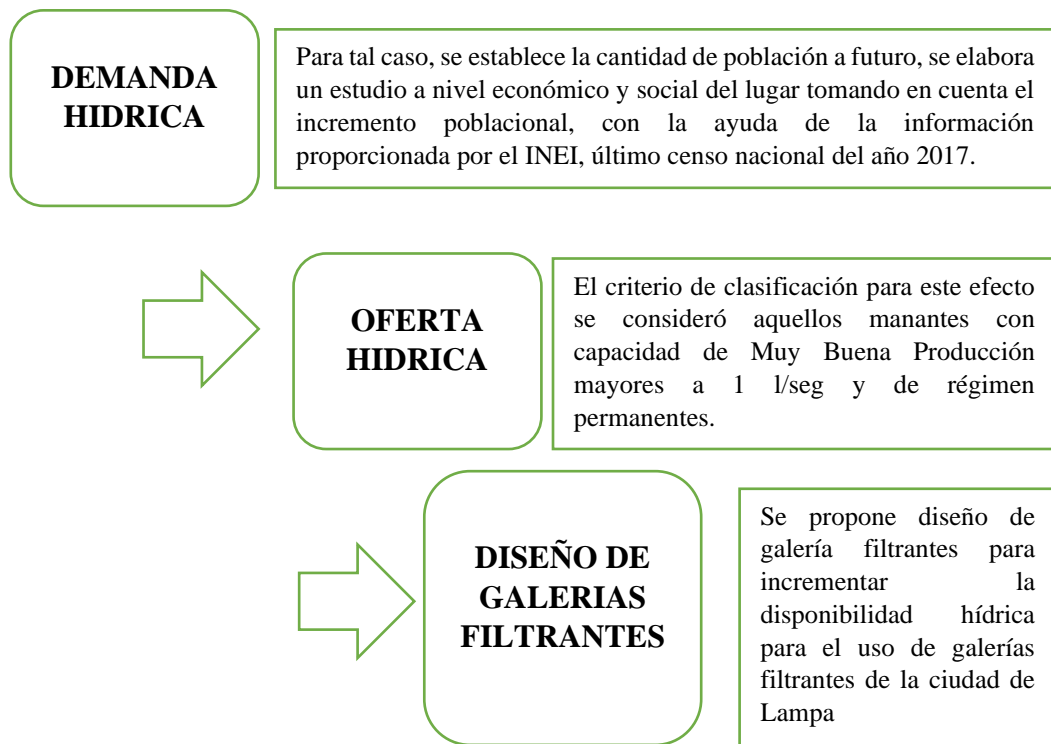 DEMANDA
HIDRICA
Para tal caso, se establece la cantidad de población a futuro, se elabora
un estudio a nivel económico y social del lugar tomando en cuenta el
incremento poblacional, con la ayuda de la información
proporcionada por el INEI, último censo nacional del año 2017.
OFERTA
HIDRICA
El criterio de clasificación para este efecto
se consideró aquellos manantes con
capacidad de Muy Buena Producción
mayores a 1 l/seg y de régimen
permanentes.
DISEÑO DE
GALERIAS
FILTRANTES
Se propone diseño de
galería filtrantes para
incrementar la
disponibilidad hídrica
para el uso de galerías
filtrantes de la ciudad de
Lampa